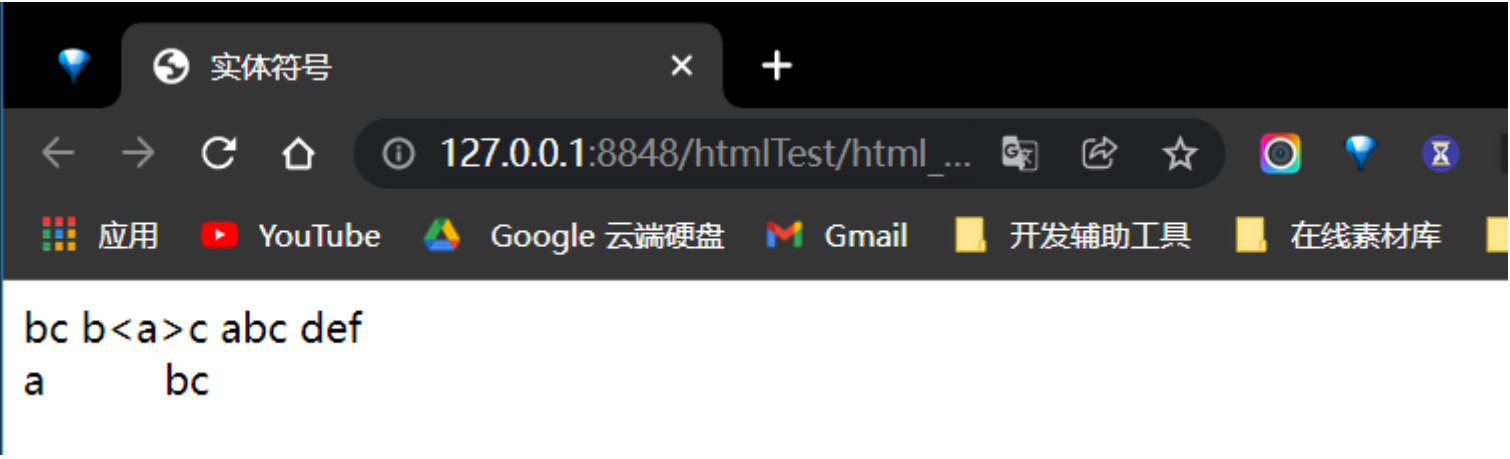 实体符号
127.0.0.1:8848/htmlTest/html_...
应用 YouTube Google 云端硬盘 Gmail 开发辅助工具 在线素材库
bc b<a>c abc def
a          bc